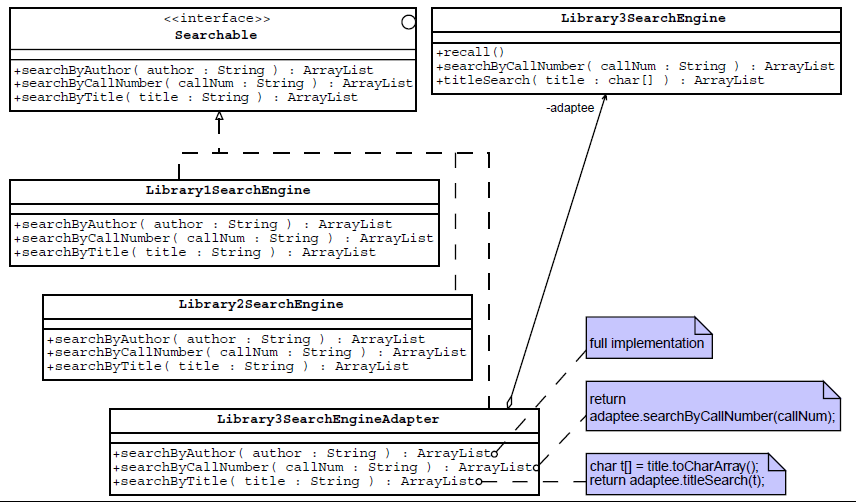 <<interface>>
Searchable
+searchByAuthor( author : String ) : ArrayList
+searchByCallNumber( callNum : String ) : ArrayList
+searchByTitle( title : String ) : ArrayList
Library3SearchEngine
+recall()
+searchByCallNumber( callNum : String ) : ArrayList
+titleSearch( title : char[] ) : ArrayList
-adaptee
Library1SearchEngine
+searchByAuthor( author : String ) : ArrayList
+searchByCallNumber( callNum : String ) : ArrayList
+searchByTitle( title : String ) : ArrayList
Library2SearchEngine
+searchByAuthor( author : String ) : ArrayList
+searchByCallNumber( callNum : String ) : ArrayList
+searchByTitle( title : String ) : ArrayList
Library3SearchEngineAdapter
+searchByAuthor( author : String ) : ArrayList
+searchByCallNumber( callNum : String ) : ArrayList
+searchByTitle( title : String ) : ArrayList
full implementation
return
adaptee.searchByCallNumber(callNum);
char t[] = title.toCharArray();
return adaptee.titleSearch(t);